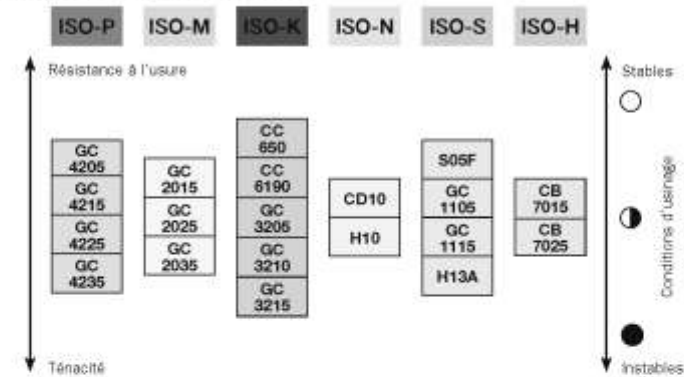 ISO-P ISO-M ISO-K ISO-N ISO-S ISO-H
Résistance à l'usure
Stables
GC 4205
GC 4215
GC 4225
GC 4235
GC 2015
GC 2025
GC 2035
CC 650
CC 6190
GC 3205
GC 3210
GC 3215
CD10
H10
S05F
GC 1105
GC 1115
H13A
CB 7015
CB 7025
Conditions d'usinage
Ténacité
Instables